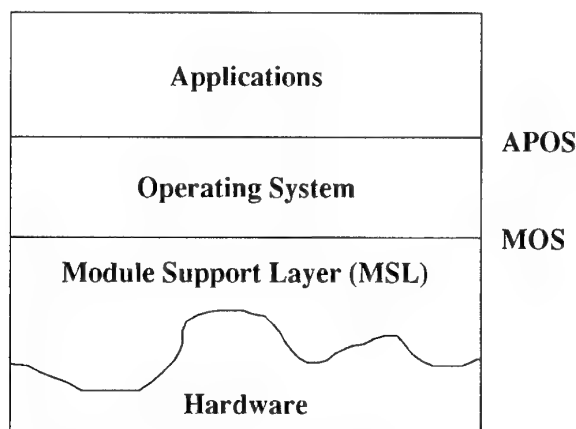 Applications
APOS
Operating System
MOS
Module Support Layer (MSL)
Hardware